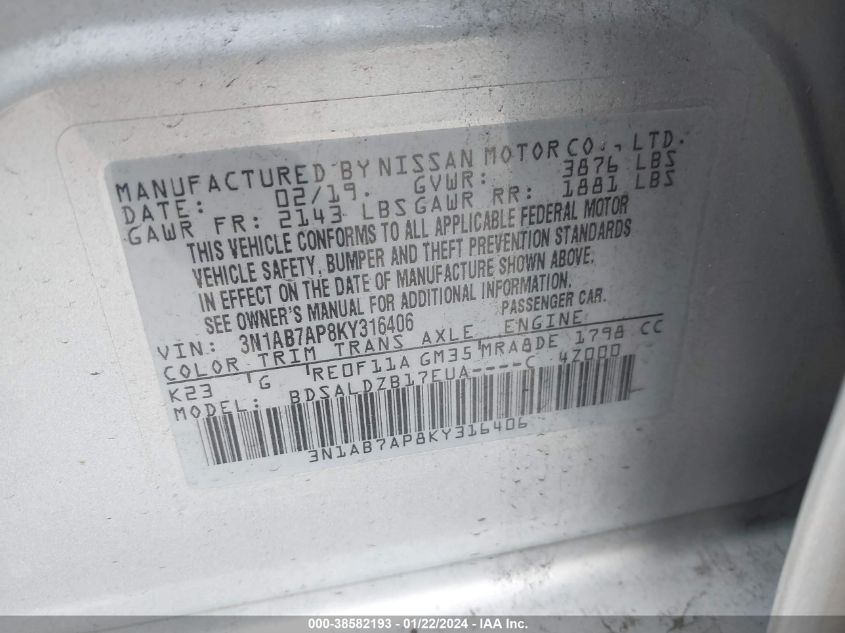 MANUFACTURED BY NISSAN MOTOR CO., LTD.
DATE: 02/19. GVWR: 3876 LBS
GAWR FR: 2143 LBS GAWR RR: 1881 LBS
THIS VEHICLE CONFORMS TO ALL APPLICABLE FEDERAL MOTOR
VEHICLE SAFETY, BUMPER AND THEFT PREVENTION STANDARDS
IN EFFECT ON THE DATE OF MANUFACTURE SHOWN ABOVE.
SEE OWNER'S MANUAL FOR ADDITIONAL INFORMATION.
VIN: 3N1AB7AP8KY316406 PASSENGER CAR.
COLOR TRIM TRANS AXLE ENGINE
K23 G RE0F11A GM35 MRA8DE 1798 CC
MODEL: BDSALDZB17EUA----C 4Z000
3N1AB7AP8KY316406
000-38582193 - 01/22/2024 - IAA Inc.